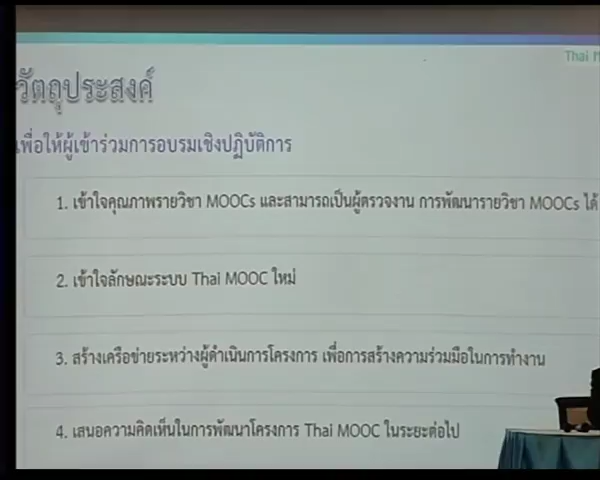 Thai
วัตถุประสงค์
เพื่อให้ผู้เข้าร่วมการอบรมเชิงปฏิบัติการ
1. เข้าใจคุณภาพรายวิชา MOOCs และสามารถเป็นผู้ตรวจงาน การพัฒนารายวิชา MOOCs ได้
2. เข้าใจลักษณะระบบ Thai MOOC ใหม่
3. สร้างเครือข่ายระหว่างผู้ดำเนินการโครงการ เพื่อการสร้างความร่วมมือในการทำงาน
4. เสนอความคิดเห็นในการพัฒนาโครงการ Thai MOOC ในระยะต่อไป